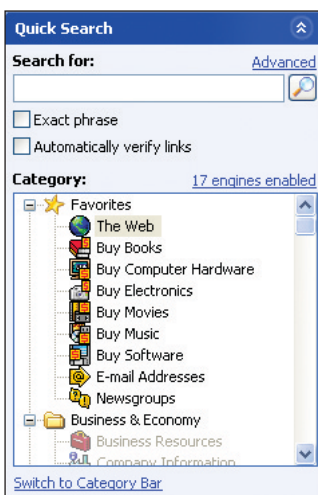 Quick Search
Search for: Advanced
Exact phrase
Automatically verify links
Category: 17 engines enabled
Favorites
The Web
Buy Books
Buy Computer Hardware
Buy Electronics
Buy Movies
Buy Music
Buy Software
E-mail Addresses
Newsgroups
Business & Economy
Business Resources
Company Information
Switch to Category Bar